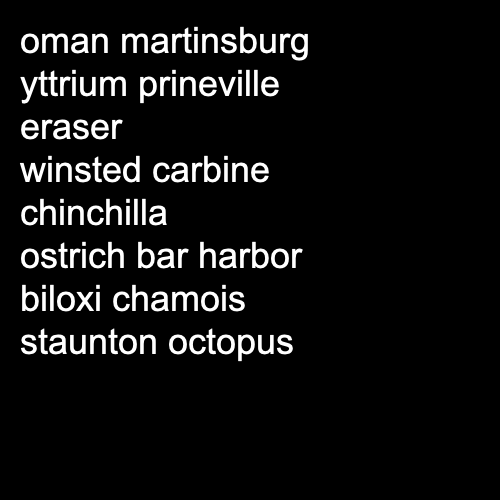 oman martinsburg
yttrium prineville
eraser
winsted carbine
chinchilla
ostrich bar harbor
biloxi chamois
staunton octopus